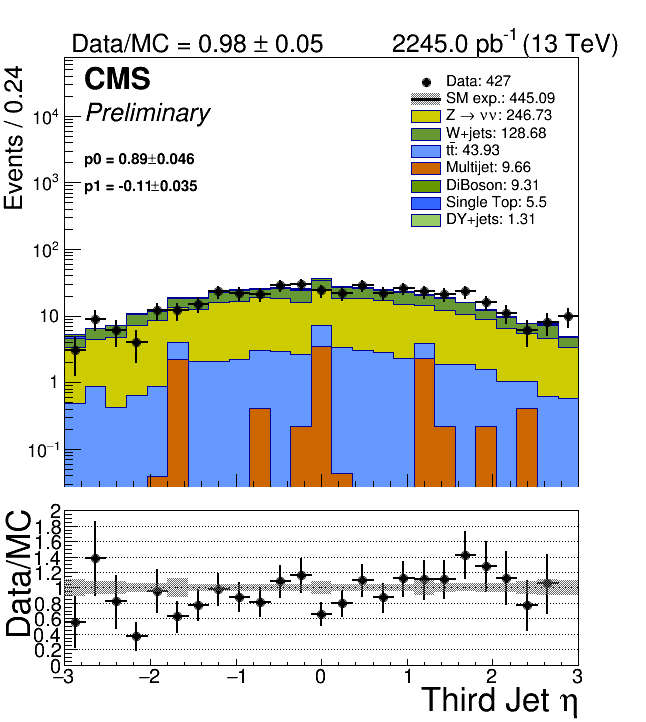 Data/MC = 0.98 ± 0.05
2245.0 pb⁻¹ (13 TeV)
CMS
Preliminary
p0 = 0.89±0.046
p1 = -0.11±0.035
Data: 427
SM exp.: 445.09
Z → νν: 246.73
W+jets: 128.68
tt̄: 43.93
Multijet: 9.66
DiBoson: 9.31
Single Top: 5.5
DY+jets: 1.31
Events / 0.24
10⁴
10³
10²
10
1
10⁻¹
Data/MC
2
1.8
1.6
1.4
1.2
1
0.8
0.6
0.4
0.2
0
−3 −2 −1 0 1 2 3
Third Jet η